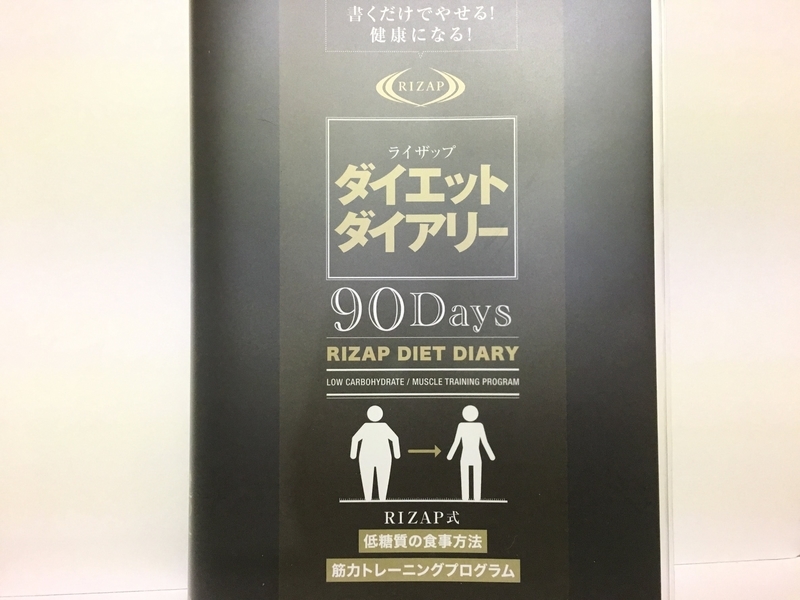 書くだけでやせる!
健康になる!
RIZAP
ライザップ
ダイエット
ダイアリー
90Days
RIZAP DIET DIARY
LOW CARBOHYDRATE / MUSCLE TRAINING PROGRAM
RIZAP式
低糖質の食事方法
筋力トレーニングプログラム